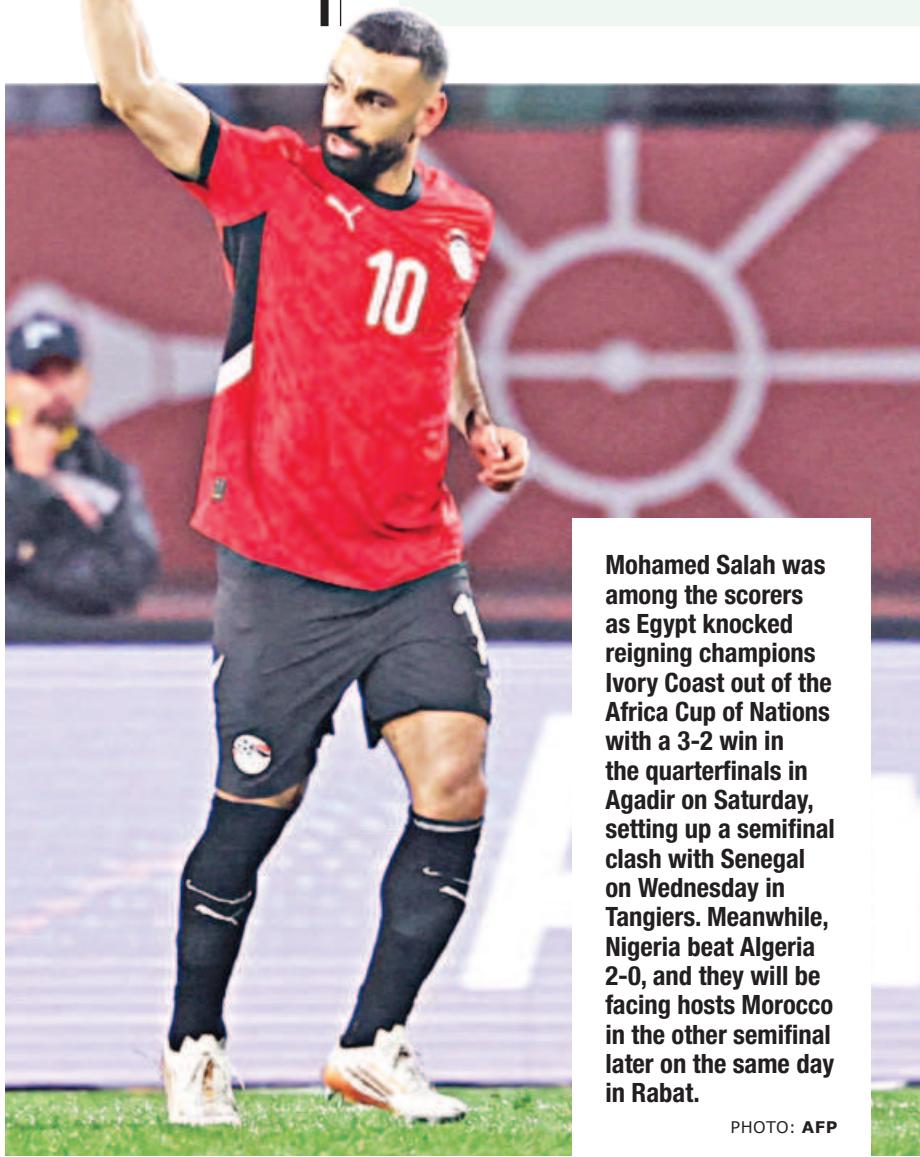 10
1
Mohamed Salah was
among the scorers
as Egypt knocked
reigning champions
Ivory Coast out of the
Africa Cup of Nations
with a 3-2 win in
the quarterfinals in
Agadir on Saturday,
setting up a semifinal
clash with Senegal
on Wednesday in
Tangiers. Meanwhile,
Nigeria beat Algeria
2-0, and they will be
facing hosts Morocco
in the other semifinal
later on the same day
in Rabat.
PHOTO: AFP